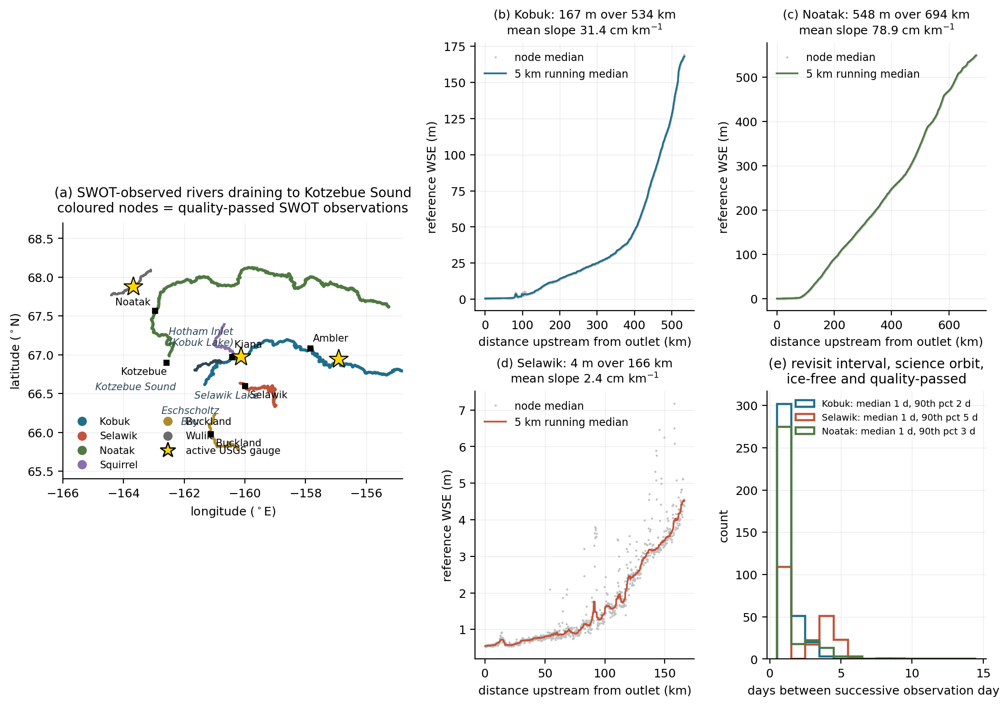 (a) SWOT-observed rivers draining to Kotzebue Sound
coloured nodes = quality-passed SWOT observations
latitude (°N)
68.5
68.0
67.5
67.0
66.5
66.0
65.5
Noatak
Hotham Inlet
(Kobuk Lake)
Kiana
Ambler
Kotzebue
Kotzebue Sound
Selawik Lake
Selawik
Eschscholtz
Bay
Buckland
Kobuk
Selawik
Noatak
Squirrel
Buckland
Wulik
active USGS gauge
−166
−164
−162
−160
−158
−156
longitude (°E)
(b) Kobuk: 167 m over 534 km
mean slope 31.4 cm km⁻¹
node median
5 km running median
reference WSE (m)
175
150
125
100
75
50
25
0
0
100
200
300
400
500
distance upstream from outlet (km)
(c) Noatak: 548 m over 694 km
mean slope 78.9 cm km⁻¹
node median
5 km running median
reference WSE (m)
500
400
300
200
100
0
0
200
400
600
distance upstream from outlet (km)
(d) Selawik: 4 m over 166 km
mean slope 2.4 cm km⁻¹
node median
5 km running median
reference WSE (m)
7
6
5
4
3
2
1
0
50
100
150
distance upstream from outlet (km)
(e) revisit interval, science orbit,
ice-free and quality-passed
Kobuk: median 1 d, 90th pct 2 d
Selawik: median 1 d, 90th pct 5 d
Noatak: median 1 d, 90th pct 3 d
count
300
250
200
150
100
50
0
0
5
10
15
days between successive observation day